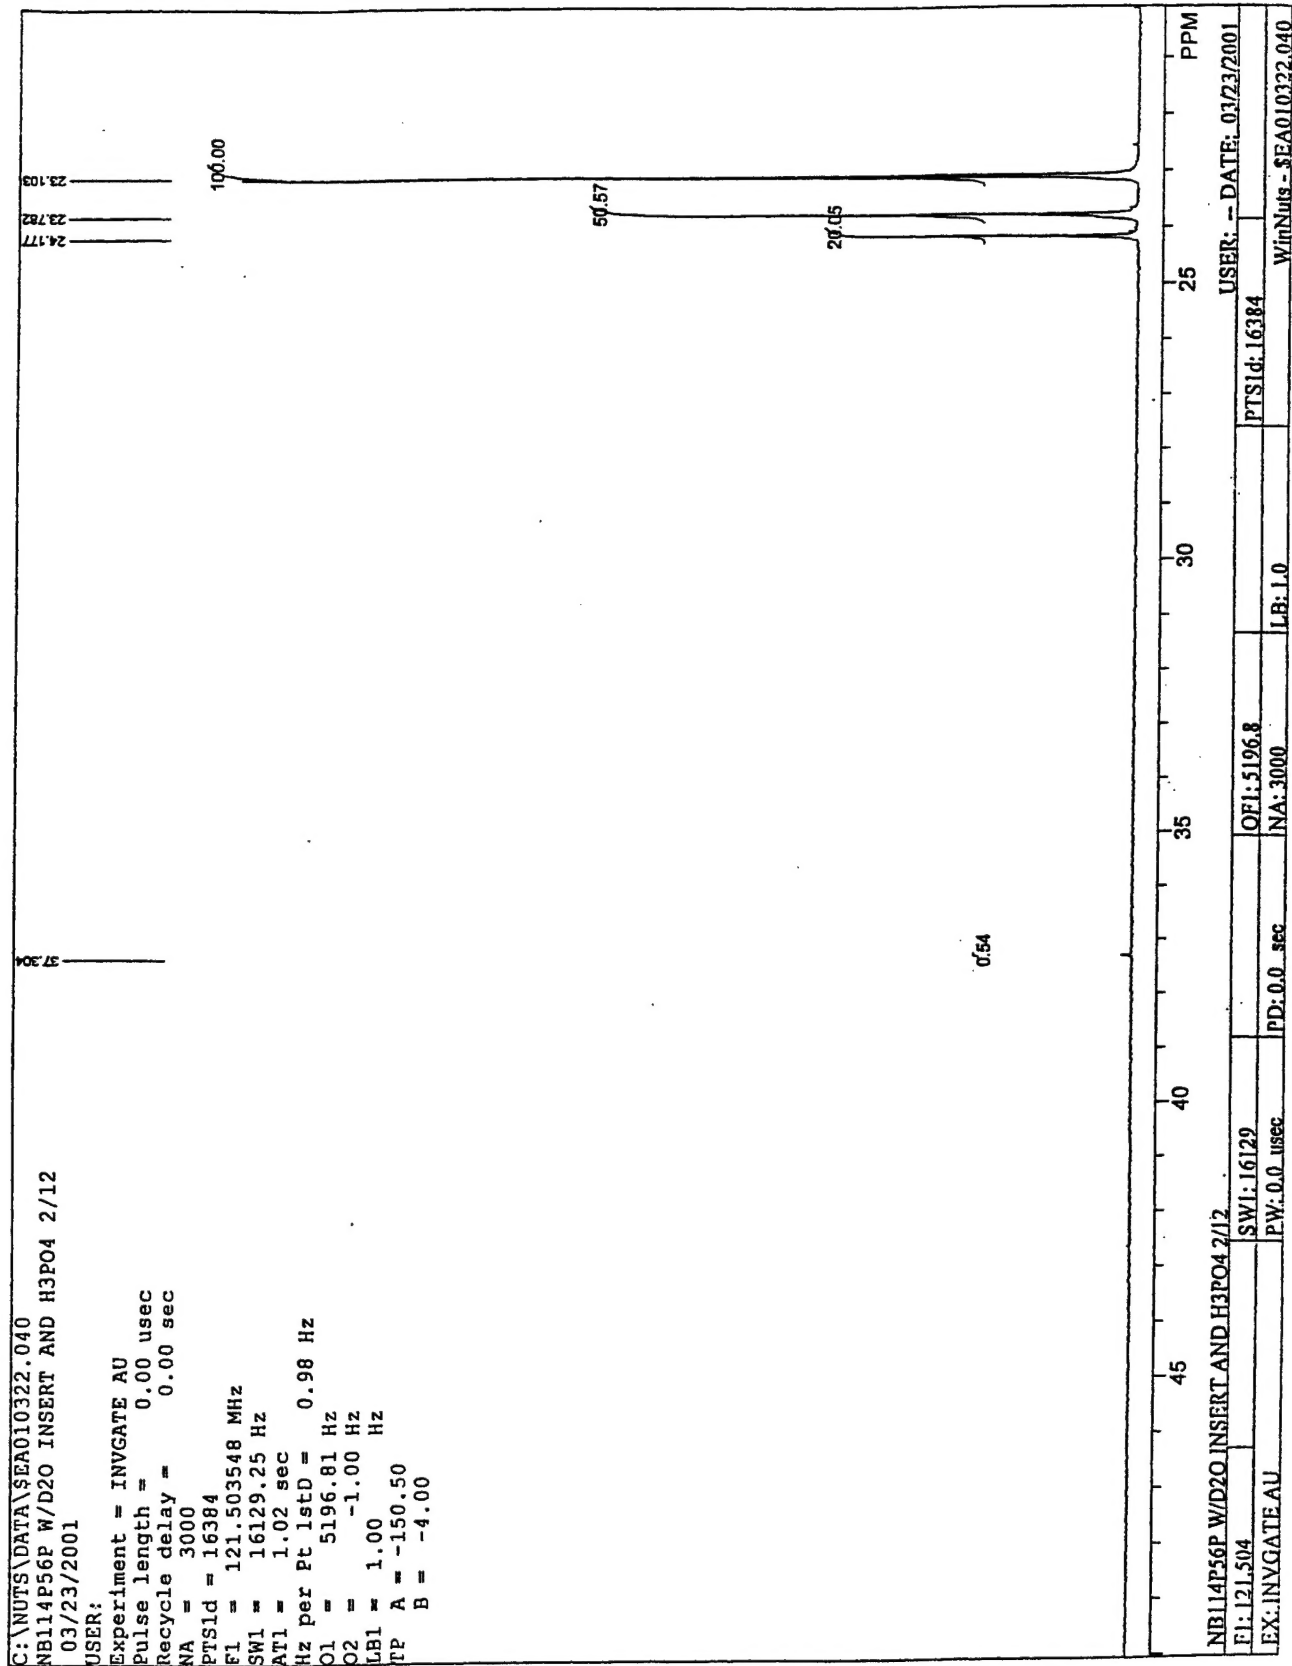 C:\NUTS\DATA\$EA010322.040
NB114P56P W/D2O INSERT AND H3PO4 2/12
03/23/2001
USER:
Experiment = INVGATE AU
Pulse length = 0.00 usec
Recycle delay = 0.00 sec
NA = 3000
PTS1d = 16384
F1 = 121.503548 MHz
SW1 = 16129.25 Hz
AT1 = 1.02 sec
Hz per Pt 1stD = 0.98 Hz
O1 = 5196.81 Hz
O2 = -1.00 Hz
LB1 = 1.00 Hz
TP A = -150.50
B = -4.00
37.304
24.177
23.782
23.103
0.54
20.05
50.57
100.00
45
40
35
30
25
PPM
NB114P56P W/D2O INSERT AND H3PO4 2/12
USER: -- DATE: 03/23/2001
F1: 121.504
SW1: 16129
OF1: 5196.8
PTS1d: 16384
EX: INVGATE AU
PW: 0.0 usec
PD: 0.0 sec
NA: 3000
LB: 1.0
WinNuts - $EA010322.040